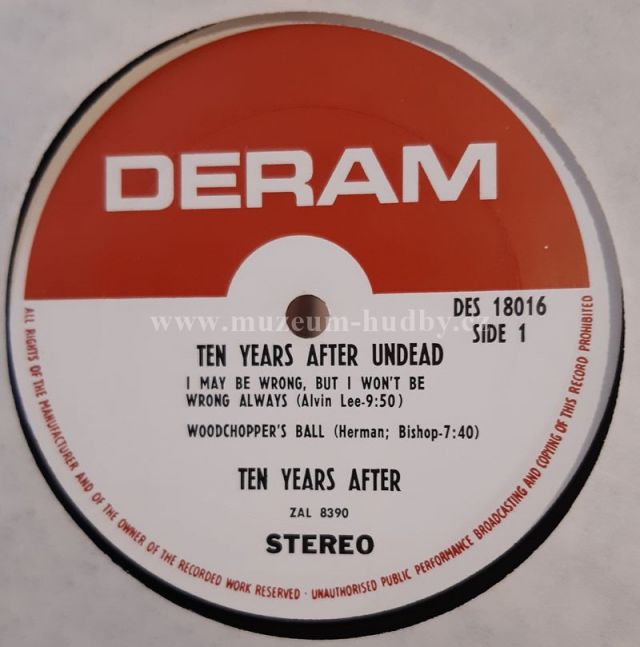 DERAM
www.muzeum-hudby.cz
DES 18016
SIDE 1
TEN YEARS AFTER UNDEAD
I MAY BE WRONG, BUT I WON'T BE
WRONG ALWAYS (Alvin Lee-9:50)
WOODCHOPPER'S BALL (Herman; Bishop-7:40)
TEN YEARS AFTER
ZAL 8390
STEREO
ALL RIGHTS OF THE MANUFACTURER AND OF THE OWNER OF THE RECORDED WORK RESERVED · UNAUTHORISED PUBLIC PERFORMANCE BROADCASTING AND COPYING OF THIS RECORD PROHIBITED